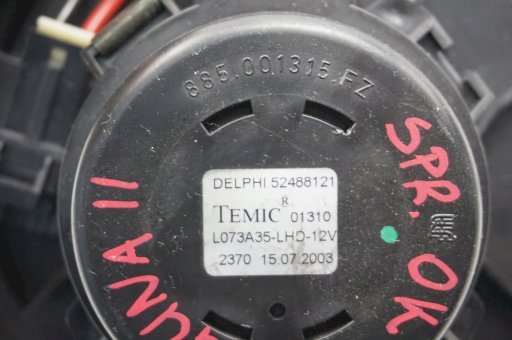 885.001315.FZ
DELPHI 52488121
TEMIC® 01310
L073A35-LHD-12V
2370 15.07.2003
SPR. OK